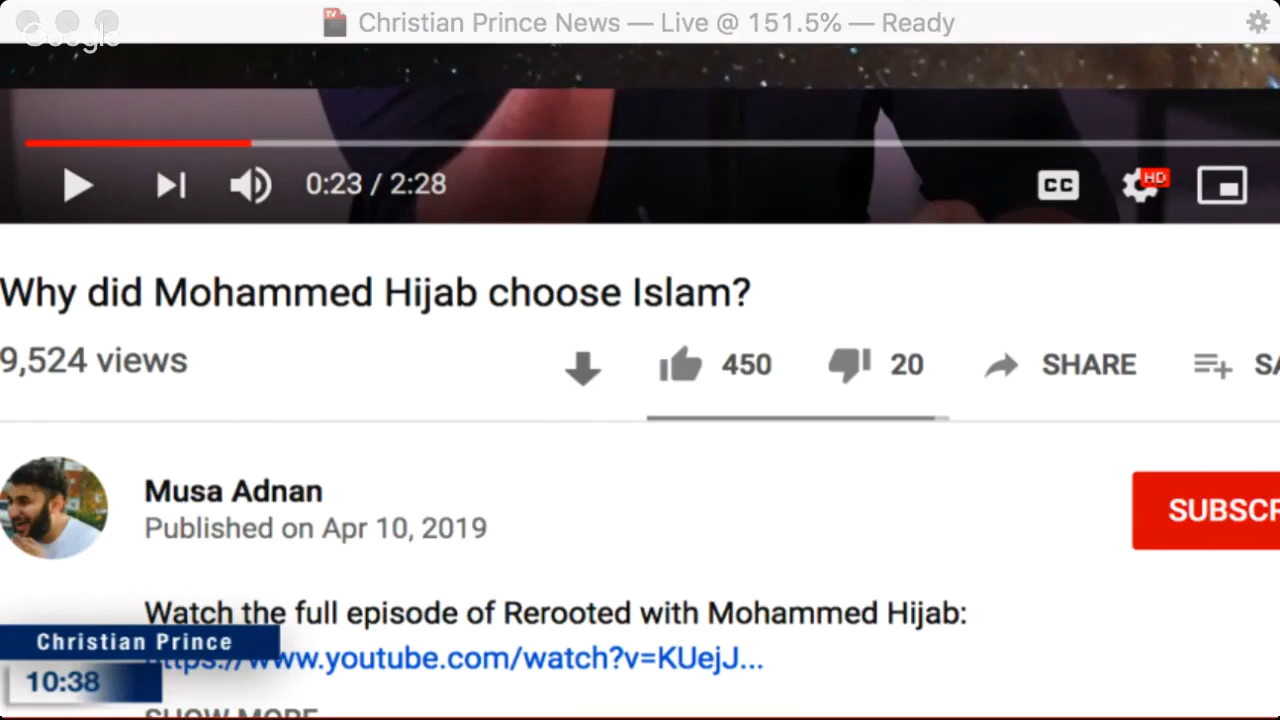 Christian Prince News — Live @ 151.5% — Ready
Google
0:23 / 2:28
CC
HD
Why did Mohammed Hijab choose Islam?
9,524 views
450
20
SHARE
SA
Musa Adnan
Published on Apr 10, 2019
SUBSCR
Watch the full episode of Rerooted with Mohammed Hijab:
https://www.youtube.com/watch?v=KUejJ...
Christian Prince
10:38
SHOW MORE